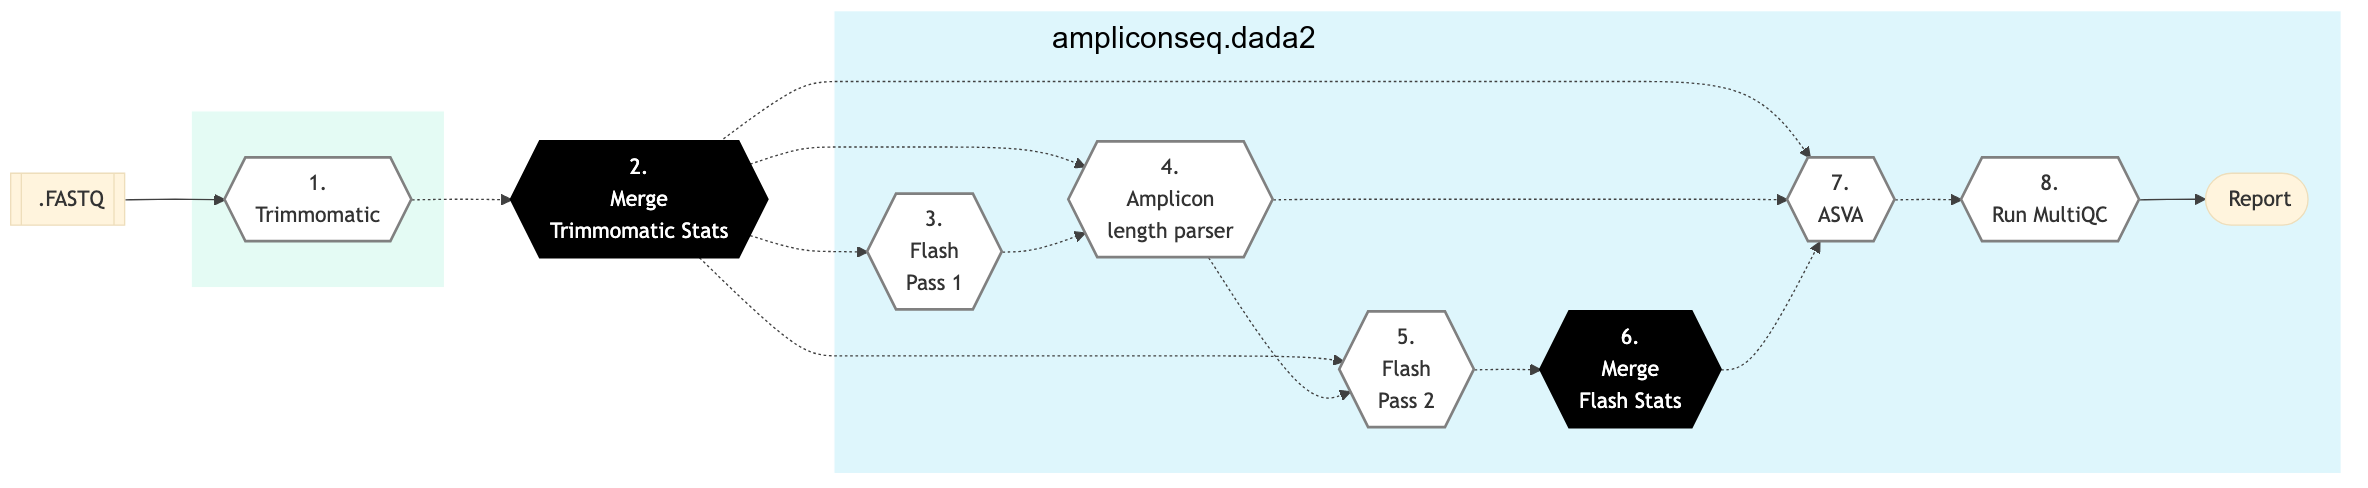 ampliconseq.dada2
.FASTQ
1.
Trimmomatic
2.
Merge
Trimmomatic Stats
3.
Flash
Pass 1
4.
Amplicon
length parser
5.
Flash
Pass 2
6.
Merge
Flash Stats
7.
ASVA
8.
Run MultiQC
Report